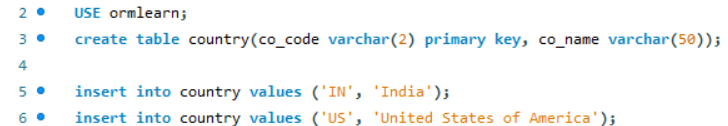 2 ● USE ormlearn;
3 ● create table country(co_code varchar(2) primary key, co_name varchar(50));
4
5 ● insert into country values ('IN', 'India');
6 ● insert into country values ('US', 'United States of America');